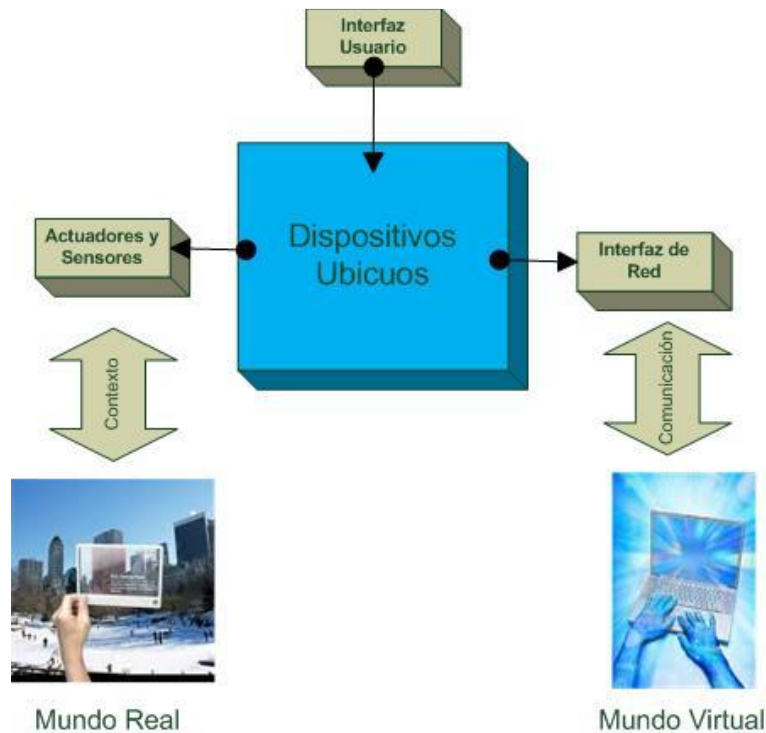 Interfaz
Usuario
Dispositivos
Ubicuos
Actuadores y
Sensores
Interfaz de
Red
Contexto
Comunicación
Mundo Real
Mundo Virtual